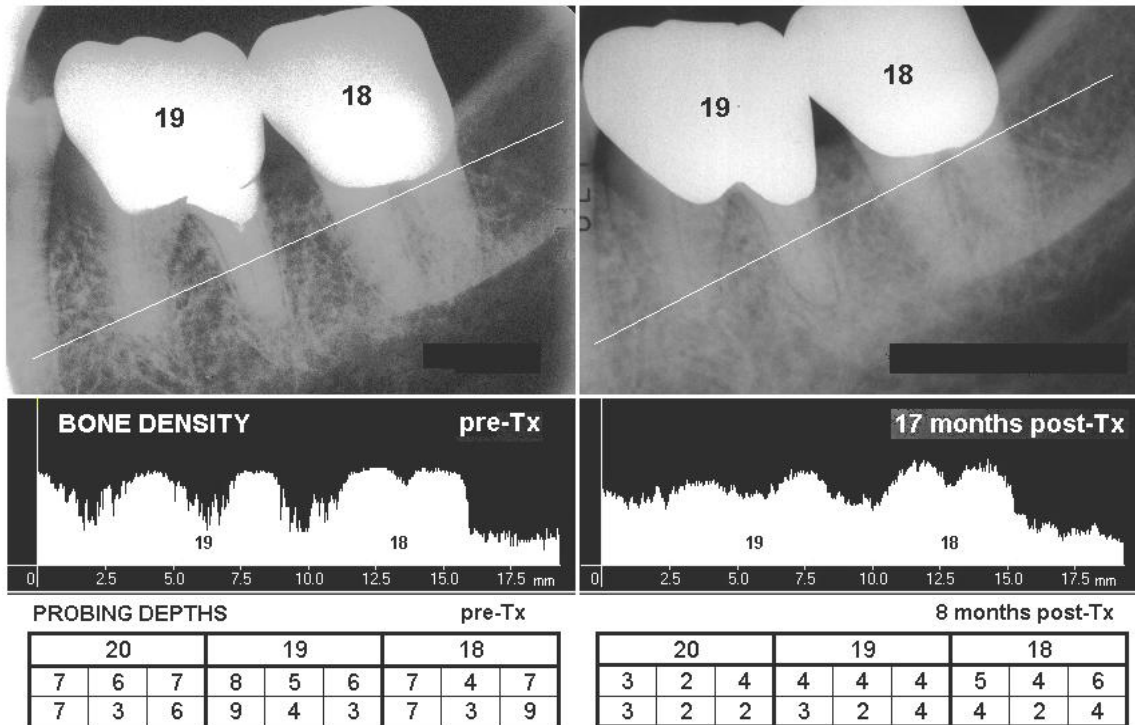 19 18
19 18
BONE DENSITY pre-Tx
17 months post-Tx
19 18
0 2.5 5.0 7.5 10.0 12.5 15.0 17.5 mm
19 18
0 2.5 5.0 7.5 10.0 12.5 15.0 17.5 mm
PROBING DEPTHS pre-Tx
20 19 18
7 6 7 8 5 6 7 4 7
7 3 6 9 4 3 7 3 9
8 months post-Tx
20 19 18
3 2 4 4 4 4 5 4 6
3 2 2 3 2 4 4 2 4